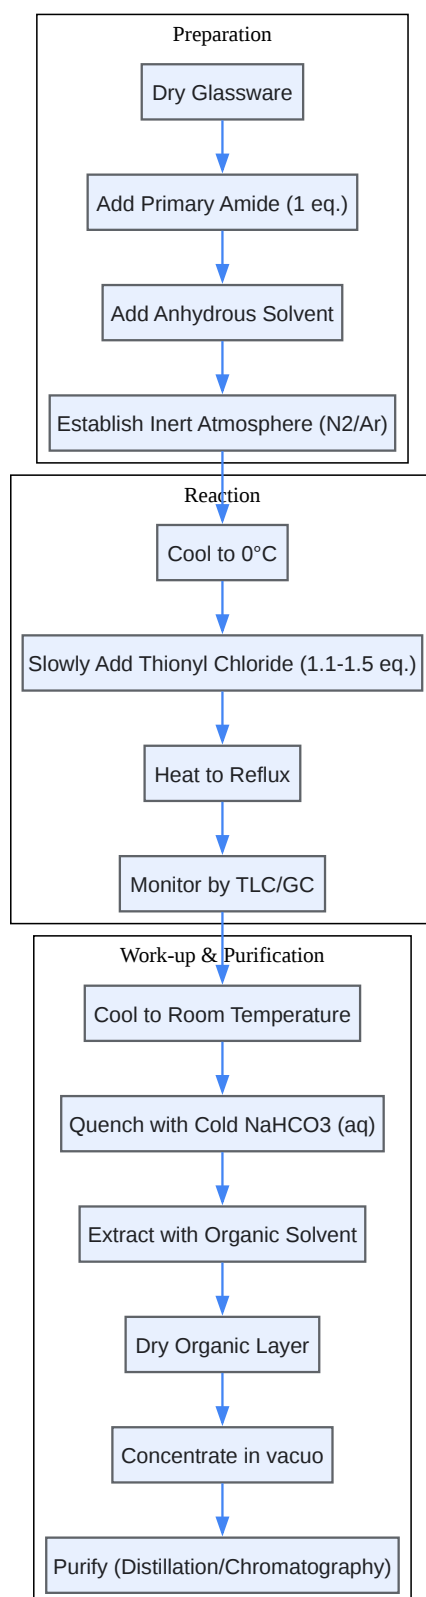 Preparation
Dry Glassware
Add Primary Amide (1 eq.)
Add Anhydrous Solvent
Establish Inert Atmosphere (N2/Ar)
Reaction
Cool to 0°C
Slowly Add Thionyl Chloride (1.1-1.5 eq.)
Heat to Reflux
Monitor by TLC/GC
Work-up & Purification
Cool to Room Temperature
Quench with Cold NaHCO3 (aq)
Extract with Organic Solvent
Dry Organic Layer
Concentrate in vacuo
Purify (Distillation/Chromatography)